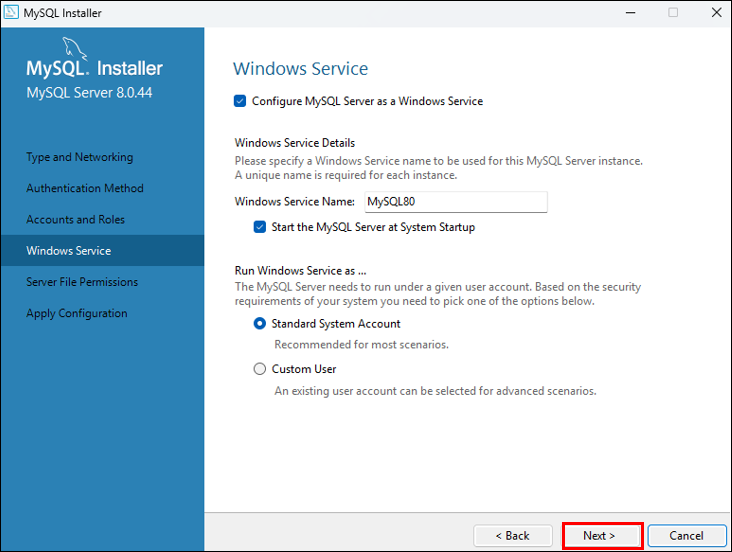 MySQL Installer
MySQL. Installer
MySQL Server 8.0.44
Type and Networking
Authentication Method
Accounts and Roles
Windows Service
Server File Permissions
Apply Configuration
Windows Service
Configure MySQL Server as a Windows Service
Windows Service Details
Please specify a Windows Service name to be used for this MySQL Server instance.
A unique name is required for each instance.
Windows Service Name: MySQL80
Start the MySQL Server at System Startup
Run Windows Service as ...
The MySQL Server needs to run under a given user account. Based on the security
requirements of your system you need to pick one of the options below.
Standard System Account
Recommended for most scenarios.
Custom User
An existing user account can be selected for advanced scenarios.
< Back
Next >
Cancel